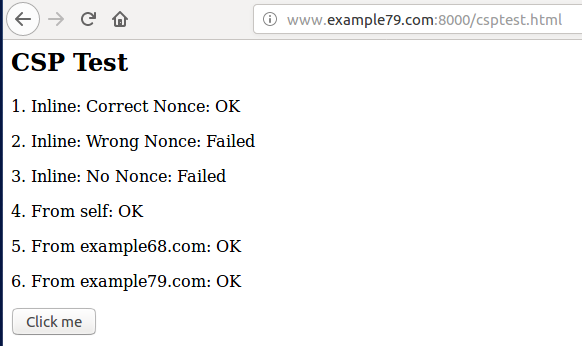 www.example79.com:8000/csptest.html
CSP Test
1. Inline: Correct Nonce: OK
2. Inline: Wrong Nonce: Failed
3. Inline: No Nonce: Failed
4. From self: OK
5. From example68.com: OK
6. From example79.com: OK
Click me